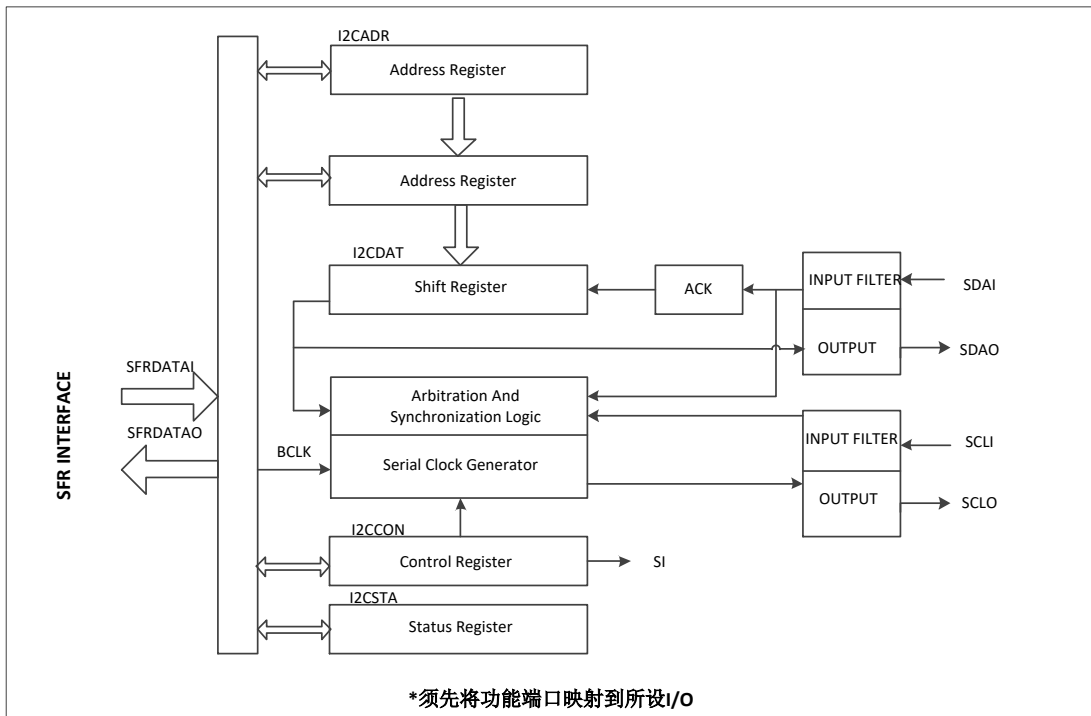 I2CADR
Address Register
Address Register
I2CDAT
Shift Register
ACK
INPUT FILTER
SDAI
OUTPUT
SDAO
SFR INTERFACE
SFRDATAI
SFRDATAO
BCLK
Arbitration And
Synchronization Logic
Serial Clock Generator
INPUT FILTER
SCLI
OUTPUT
SCLO
I2CCON
Control Register
SI
I2CSTA
Status Register
*须先将功能端口映射到所设I/O